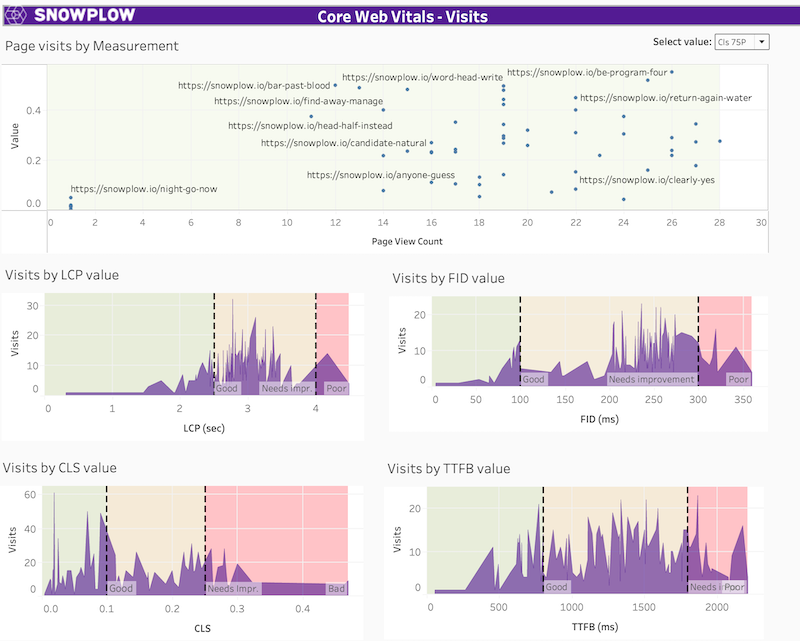 SNOWPLOW
Core Web Vitals - Visits
Page visits by Measurement
Select value: Cls 75P
https://snowplow.io/bar-past-blood
https://snowplow.io/word-head-write
https://snowplow.io/be-program-four
https://snowplow.io/find-away-manage
https://snowplow.io/return-again-water
https://snowplow.io/head-half-instead
https://snowplow.io/candidate-natural
https://snowplow.io/anyone-guess
https://snowplow.io/clearly-yes
https://snowplow.io/night-go-now
Value
0.4
0.2
0.0
0 2 4 6 8 10 12 14 16 18 20 22 24 26 28 30
Page View Count
Visits by LCP value
Visits
30
20
10
0
Good Needs Impr. Poor
0 1 2 3 4
LCP (sec)
Visits by FID value
Visits
20
10
0
Good Needs improvement Poor
0 50 100 150 200 250 300 350
FID (ms)
Visits by CLS value
Visits
60
40
20
0
Good Needs Impr. Bad
0.0 0.1 0.2 0.3 0.4
CLS
Visits by TTFB value
Visits
20
10
0
Good Needs i Poor
0 500 1000 1500 2000
TTFB (ms)